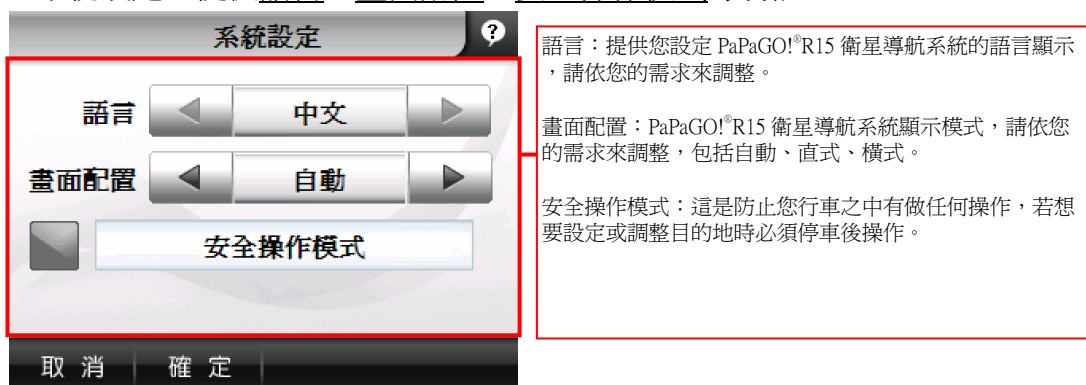 系統設定
?
語言
中文
畫面配置
自動
安全操作模式
取 消
確 定
語言：提供您設定 PaPaGO!®R15 衛星導航系統的語言顯示
，請依您的需求來調整。
畫面配置：PaPaGO!®R15 衛星導航系統顯示模式，請依您
的需求來調整，包括自動、直式、橫式。
安全操作模式：這是防止您行車之中有做任何操作，若想
要設定或調整目的地時必須停車後操作。